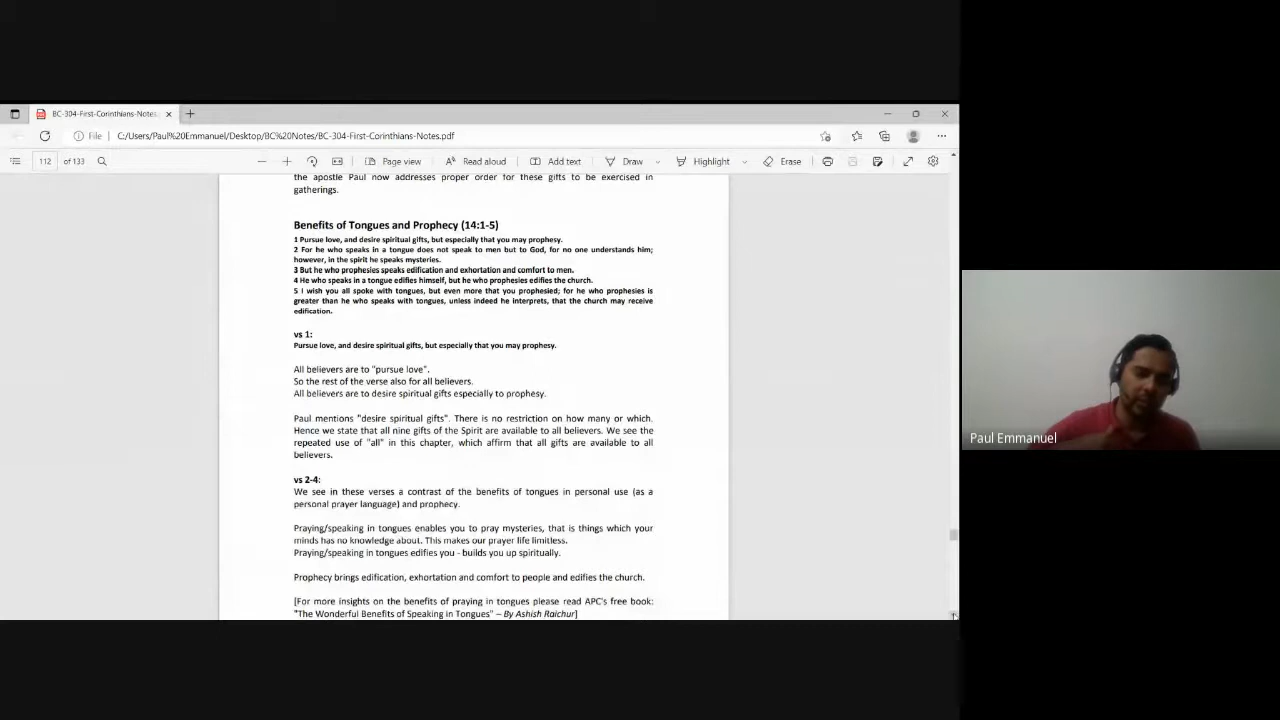 BC-304-First-Corinthians-Notes
File
C:/Users/Paul%20Emmanuel/Desktop/BC%20Notes/BC-304-First-Corinthians-Notes.pdf
112 of 133
Page view
Read aloud
Add text
Draw
Highlight
Erase
the apostle Paul now addresses proper order for these gifts to be exercised in
gatherings.
Benefits of Tongues and Prophecy (14:1-5)
1 Pursue love, and desire spiritual gifts, but especially that you may prophesy.
2 For he who speaks in a tongue does not speak to men but to God, for no one understands him;
however, in the spirit he speaks mysteries.
3 But he who prophesies speaks edification and exhortation and comfort to men.
4 He who speaks in a tongue edifies himself, but he who prophesies edifies the church.
5 I wish you all spoke with tongues, but even more that you prophesied; for he who prophesies is
greater than he who speaks with tongues, unless indeed he interprets, that the church may receive
edification.
vs 1:
Pursue love, and desire spiritual gifts, but especially that you may prophesy.
All believers are to "pursue love".
So the rest of the verse also for all believers.
All believers are to desire spiritual gifts especially to prophesy.
Paul mentions "desire spiritual gifts". There is no restriction on how many or which.
Hence we state that all nine gifts of the Spirit are available to all believers. We see the
repeated use of "all" in this chapter, which affirm that all gifts are available to all
believers.
vs 2-4:
We see in these verses a contrast of the benefits of tongues in personal use (as a
personal prayer language) and prophecy.
Praying/speaking in tongues enables you to pray mysteries, that is things which your
minds has no knowledge about. This makes our prayer life limitless.
Praying/speaking in tongues edifies you - builds you up spiritually.
Prophecy brings edification, exhortation and comfort to people and edifies the church.
[For more insights on the benefits of praying in tongues please read APC's free book:
"The Wonderful Benefits of Speaking in Tongues" – By Ashish Raichur]
Paul Emmanuel